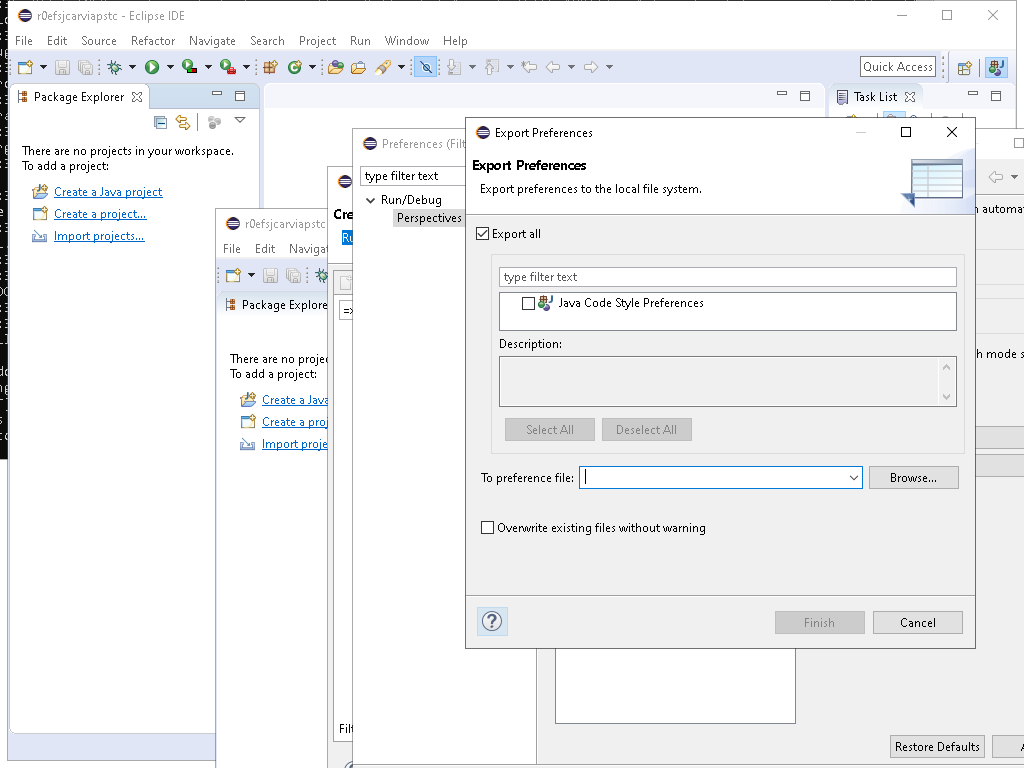 r0efsjcarviapstc - Eclipse IDE
File Edit Source Refactor Navigate Search Project Run Window Help
Quick Access
Package Explorer
Task List
There are no projects in your workspace.
To add a project:
Create a Java project
Create a project...
Import projects...
r0efsjcarviapstc
File Edit Navigat
Package Explore
There are no projec
To add a project:
Create a Java
Create a proj
Import proje
Cre
Ru
Filt
Preferences (Filt
type filter text
Run/Debug
Perspectives
n automat
h mode s
Restore Defaults
A
Export Preferences
Export Preferences
Export preferences to the local file system.
Export all
type filter text
Java Code Style Preferences
Description:
Select All Deselect All
To preference file: Browse...
Overwrite existing files without warning
Finish Cancel